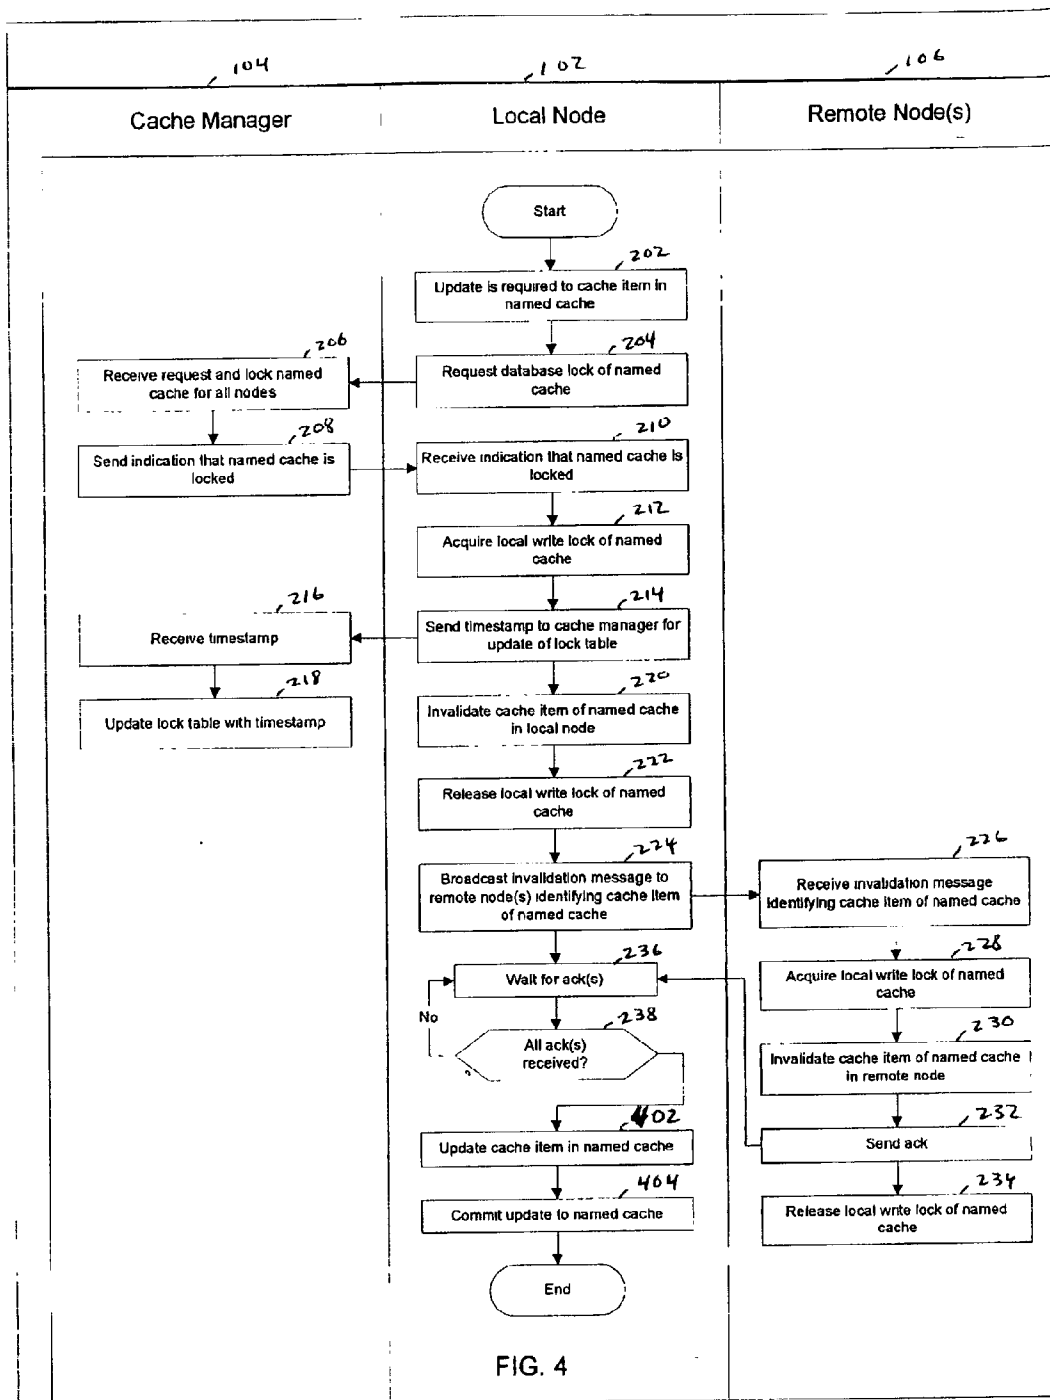 104
102
106
Cache Manager
Local Node
Remote Node(s)
Start
202
Update is required to cache item in
named cache
204
Request database lock of named
cache
206
Receive request and lock named
cache for all nodes
208
Send indication that named cache is
locked
210
Receive indication that named cache is
locked
212
Acquire local write lock of named
cache
214
Send timestamp to cache manager for
update of lock table
216
Receive timestamp
218
Update lock table with timestamp
220
Invalidate cache item of named cache
in local node
222
Release local write lock of named
cache
224
Broadcast invalidation message to
remote node(s) identifying cache item
of named cache
226
Receive invalidation message
identifying cache item of named cache
228
Acquire local write lock of named
cache
230
Invalidate cache item of named cache
in remote node
232
Send ack
234
Release local write lock of named
cache
236
Wait for ack(s)
No
238
All ack(s)
received?
402
Update cache item in named cache
404
Commit update to named cache
End
FIG. 4